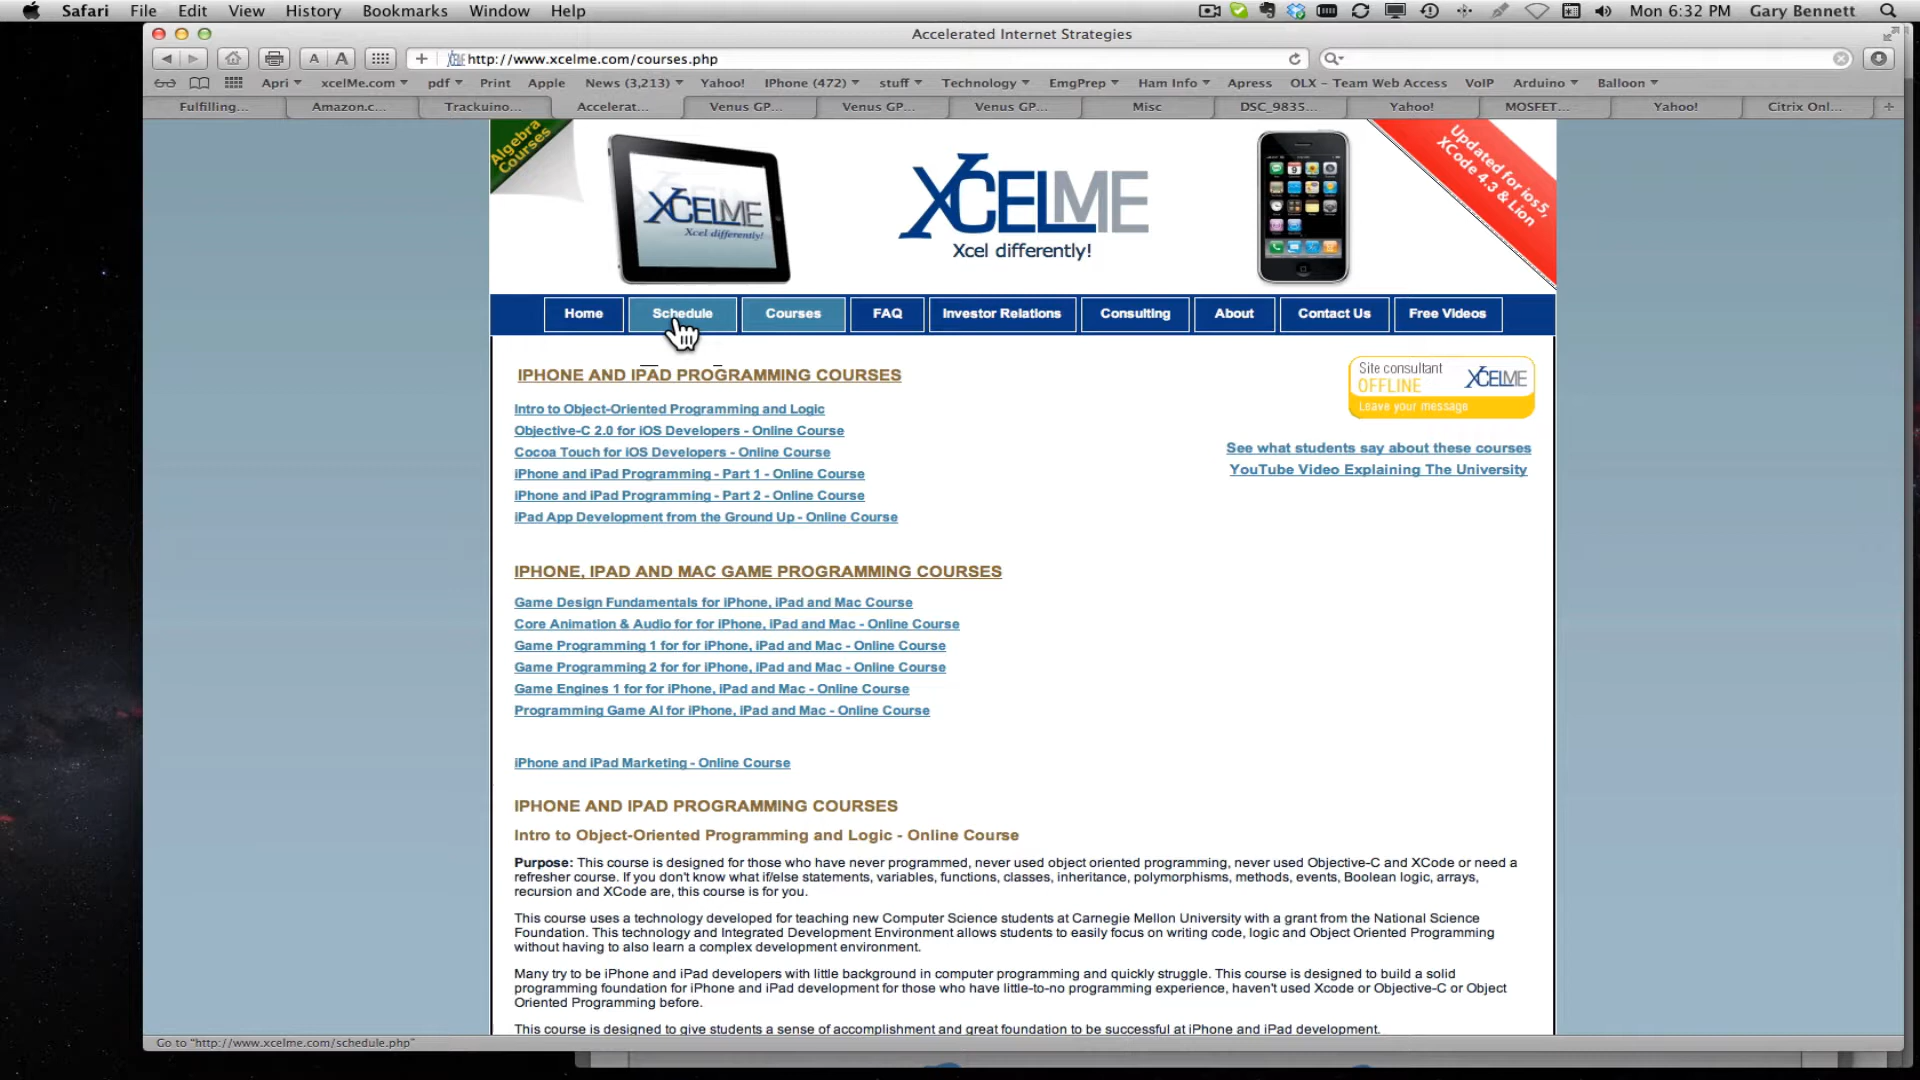 Safari File Edit View History Bookmarks Window Help Mon 6:32 PM Gary Bennett
Accelerated Internet Strategies
A A + http://www.xcelme.com/courses.php
Apri xcelMe.com pdf Print Apple News (3,213) Yahoo! IPhone (472) stuff Technology EmgPrep Ham Info Apress OLX – Team Web Access VoIP Arduino Balloon
Fulfilling... Amazon.c... Trackuino... Accelerat... Venus GP... Venus GP... Venus GP... Misc DSC_9835... Yahoo! MOSFET... Yahoo! Citrix Onl... +
Algebra
Courses
XCELME
Xcel differently!
XCELME
Xcel differently!
Updated for ios5,
XCode 4.3 & Lion
Home Schedule Courses FAQ Investor Relations Consulting About Contact Us Free Videos
IPHONE AND IPAD PROGRAMMING COURSES
Site consultant
OFFLINE
XCELME
Leave your message
Intro to Object-Oriented Programming and Logic
Objective-C 2.0 for iOS Developers - Online Course
Cocoa Touch for iOS Developers - Online Course
iPhone and iPad Programming - Part 1 - Online Course
iPhone and iPad Programming - Part 2 - Online Course
iPad App Development from the Ground Up - Online Course
See what students say about these courses
YouTube Video Explaining The University
IPHONE, IPAD AND MAC GAME PROGRAMMING COURSES
Game Design Fundamentals for iPhone, iPad and Mac Course
Core Animation & Audio for for iPhone, iPad and Mac - Online Course
Game Programming 1 for for iPhone, iPad and Mac - Online Course
Game Programming 2 for for iPhone, iPad and Mac - Online Course
Game Engines 1 for for iPhone, iPad and Mac - Online Course
Programming Game AI for iPhone, iPad and Mac - Online Course
iPhone and iPad Marketing - Online Course
IPHONE AND IPAD PROGRAMMING COURSES
Intro to Object-Oriented Programming and Logic - Online Course
Purpose: This course is designed for those who have never programmed, never used object oriented programming, never used Objective-C and XCode or need a
refresher course. If you don't know what if/else statements, variables, functions, classes, inheritance, polymorphisms, methods, events, Boolean logic, arrays,
recursion and XCode are, this course is for you.
This course uses a technology developed for teaching new Computer Science students at Carnegie Mellon University with a grant from the National Science
Foundation. This technology and Integrated Development Environment allows students to easily focus on writing code, logic and Object Oriented Programming
without having to also learn a complex development environment.
Many try to be iPhone and iPad developers with little background in computer programming and quickly struggle. This course is designed to build a solid
programming foundation for iPhone and iPad development for those who have little-to-no programming experience, haven't used Xcode or Objective-C or Object
Oriented Programming before.
This course is designed to give students a sense of accomplishment and great foundation to be successful at iPhone and iPad development.
Go to "http://www.xcelme.com/schedule.php"